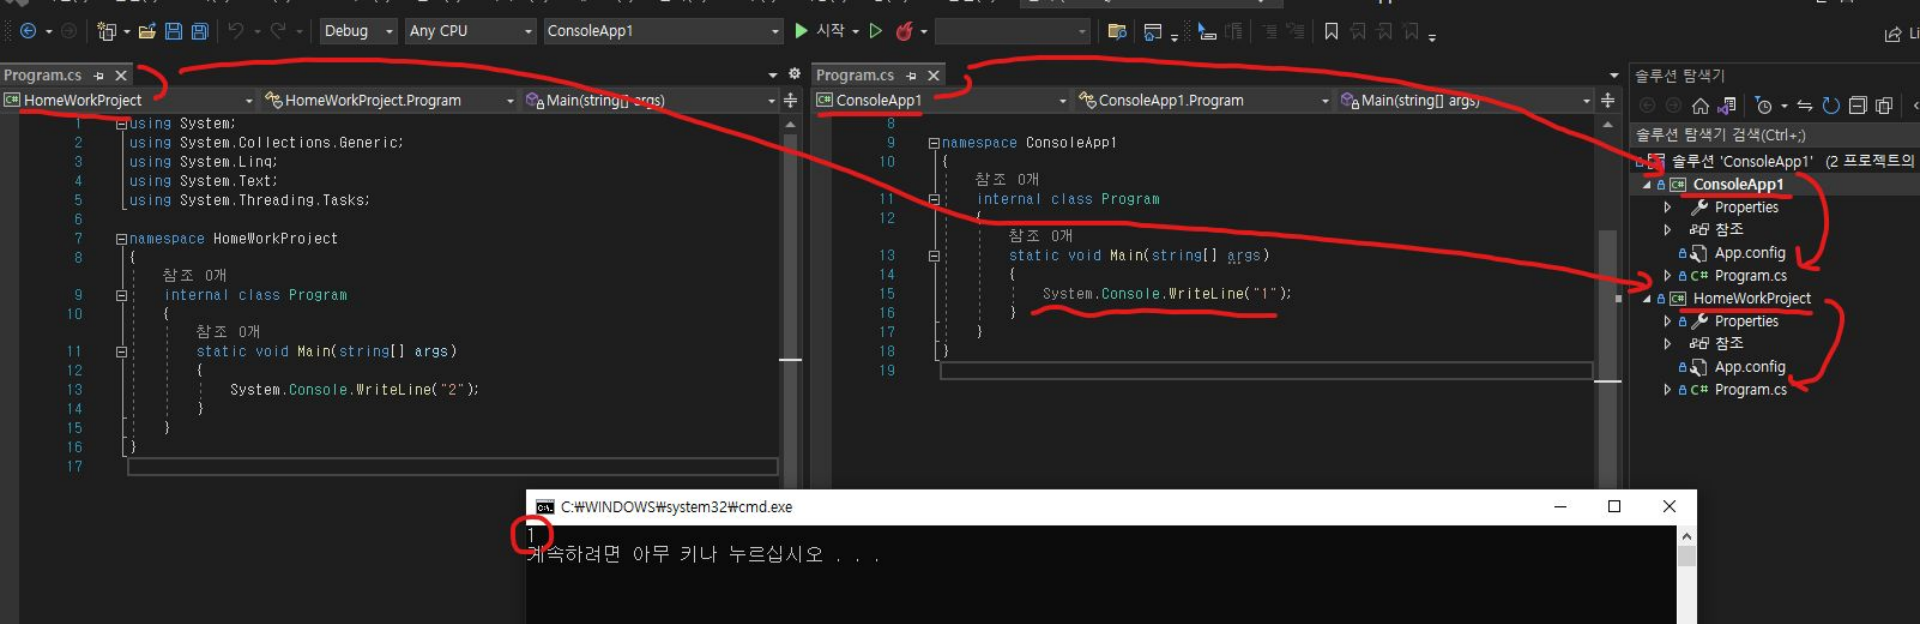 Debug
Any CPU
ConsoleApp1
시작
Li
Program.cs
Program.cs
솔루션 탐색기
HomeWorkProject
HomeWorkProject.Program
Main(string[] args)
ConsoleApp1
ConsoleApp1.Program
Main(string[] args)
솔루션 탐색기 검색(Ctrl+;)
1 using System;
2 using System.Collections.Generic;
3 using System.Linq;
4 using System.Text;
5 using System.Threading.Tasks;
6
7 namespace HomeWorkProject
8 {
참조 0개
9 internal class Program
10 {
참조 0개
11 static void Main(string[] args)
12 {
13 System.Console.WriteLine("2");
14 }
15 }
16 }
17
8
9 namespace ConsoleApp1
10 {
참조 0개
11 internal class Program
12 {
참조 0개
13 static void Main(string[] args)
14 {
15 System.Console.WriteLine("1");
16 }
17 }
18 }
19
솔루션 'ConsoleApp1' (2 프로젝트의
ConsoleApp1
Properties
참조
App.config
C# Program.cs
HomeWorkProject
Properties
참조
App.config
C# Program.cs
C:₩WINDOWS₩system32₩cmd.exe
1
계속하려면 아무 키나 누르십시오 . . .